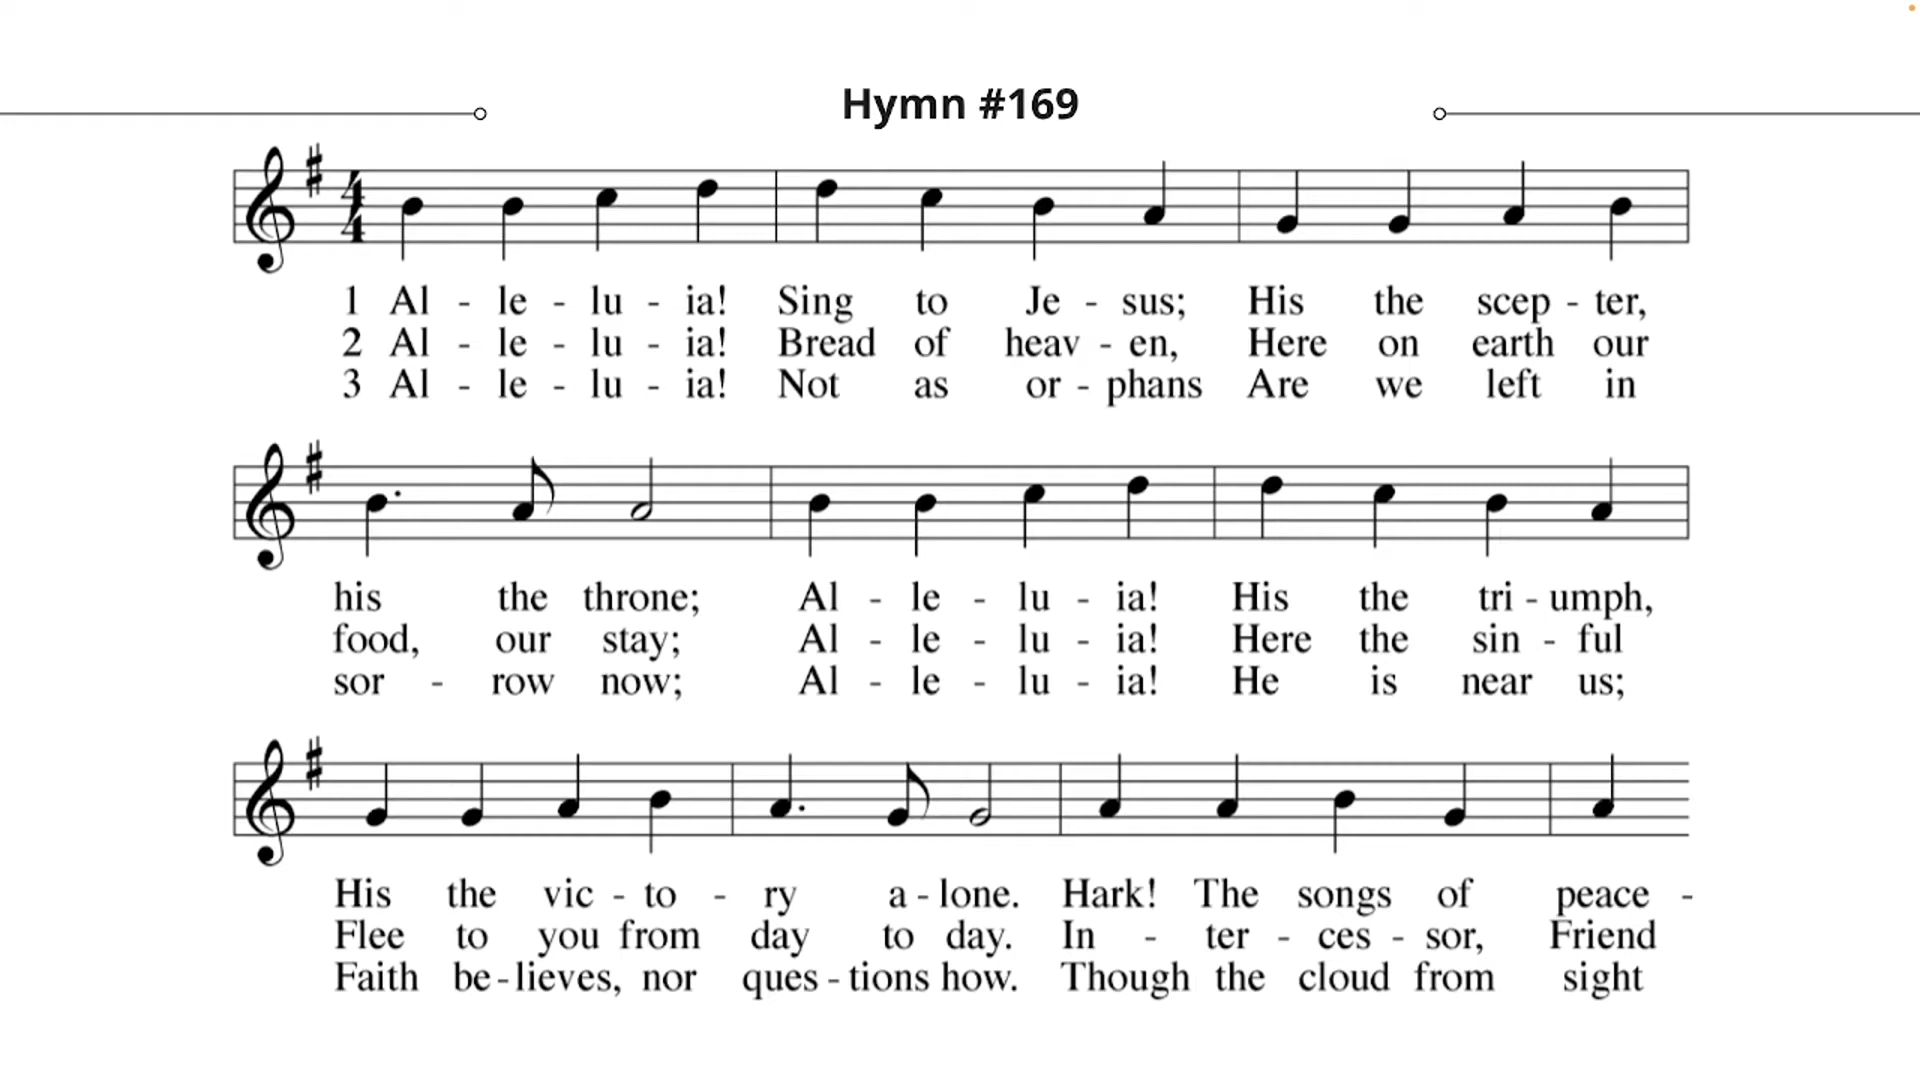 Hymn #169
1 Al - le - lu - ia! Sing to Je - sus; His the scep - ter,
2 Al - le - lu - ia! Bread of heav - en, Here on earth our
3 Al - le - lu - ia! Not as or - phans Are we left in
his the throne; Al - le - lu - ia! His the tri - umph,
food, our stay; Al - le - lu - ia! Here the sin - ful
sor - row now; Al - le - lu - ia! He is near us;
His the vic - to - ry a - lone. Hark! The songs of peace -
Flee to you from day to day. In - ter - ces - sor, Friend
Faith be - lieves, nor ques - tions how. Though the cloud from sight